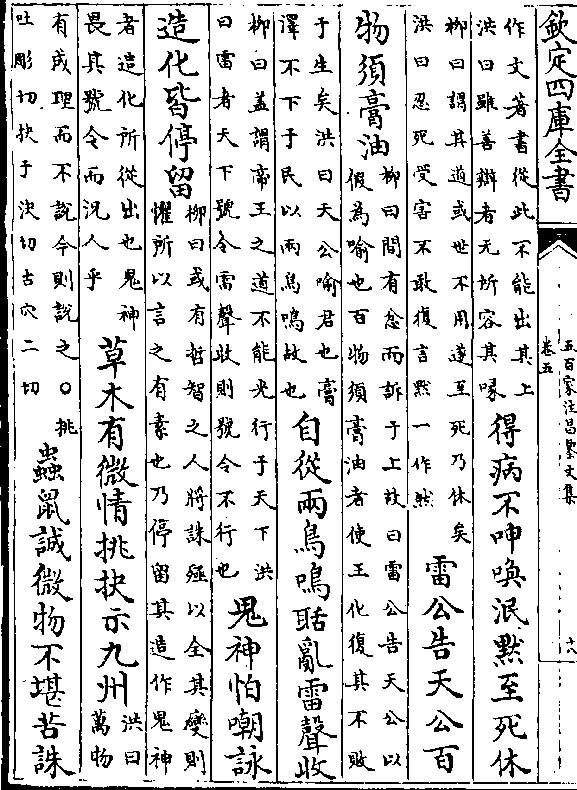 欽定四庫全書
五百家注昌黎文集
卷五
十八
作文著書從此不能出其上
洪曰雖善辯者无所容其喙
得病不呻喚泯默至死休
柳曰謂其道或世不用遂至死乃休矣
洪曰忍死受害不敢復言默一作然
雷公告天公百
物須膏油
柳曰間有忿而訴于上故曰雷公告天公以
假為喻也百物須膏油者使王化復其不敗
于生矣洪曰天公喻君也膏
澤不下于民以兩鳥鳴故也
自從兩鳥鳴聒亂雷聲收
柳曰蓋謂帝王之道不能光行于天下洪
曰雷者天下號令雷聲收則號令不行也
鬼神怕嘲詠
造化皆停留
柳曰或有哲智之人將誅殛以全其變則
懼所以言之有素也乃停留其造作鬼神
者造化所從出也鬼神
畏其號令而況人乎
草木有微情挑抉示九州
洪曰
萬物
有成理而不說今則說之○挑
吐彫切抉于決切古穴二切
蟲鼠誠微物不堪苦誅